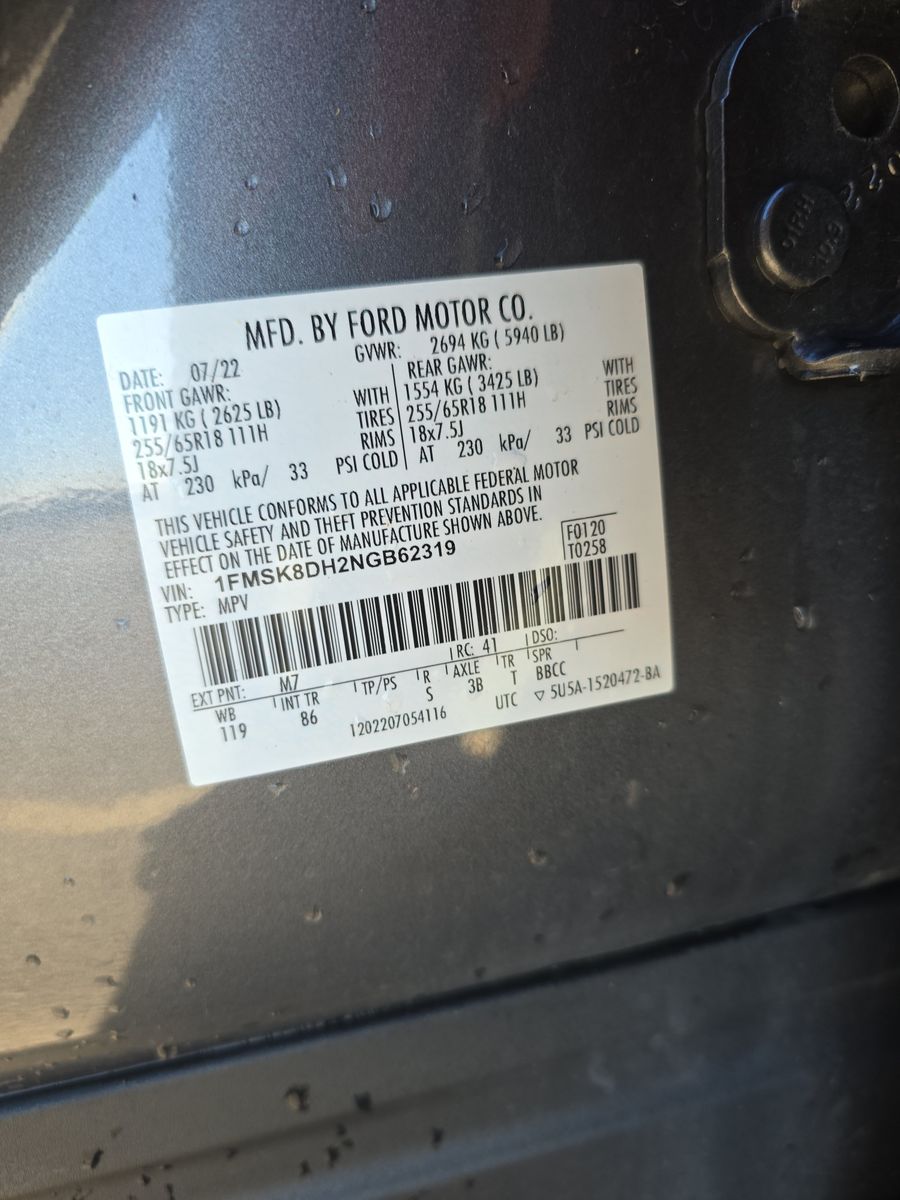 MFD. BY FORD MOTOR CO.
DATE: 07/22 GVWR: 2694 KG ( 5940 LB)
FRONT GAWR: REAR GAWR:
1191 KG ( 2625 LB) WITH 1554 KG ( 3425 LB) WITH
255/65R18 111H TIRES 255/65R18 111H TIRES
18x7.5J RIMS 18x7.5J RIMS
AT 230 kPa/ 33 PSI COLD AT 230 kPa/ 33 PSI COLD
THIS VEHICLE CONFORMS TO ALL APPLICABLE FEDERAL MOTOR
VEHICLE SAFETY AND THEFT PREVENTION STANDARDS IN
EFFECT ON THE DATE OF MANUFACTURE SHOWN ABOVE.
VIN: 1FMSK8DH2NGB62319 F0120
TYPE: MPV T0258
EXT PNT: M7 RC: 41 DSO:
WB INT TR TP/PS R AXLE TR SPR
119 86 S 3B T BBCC
1202207054116 UTC ▽ 5U5A-1520472-BA